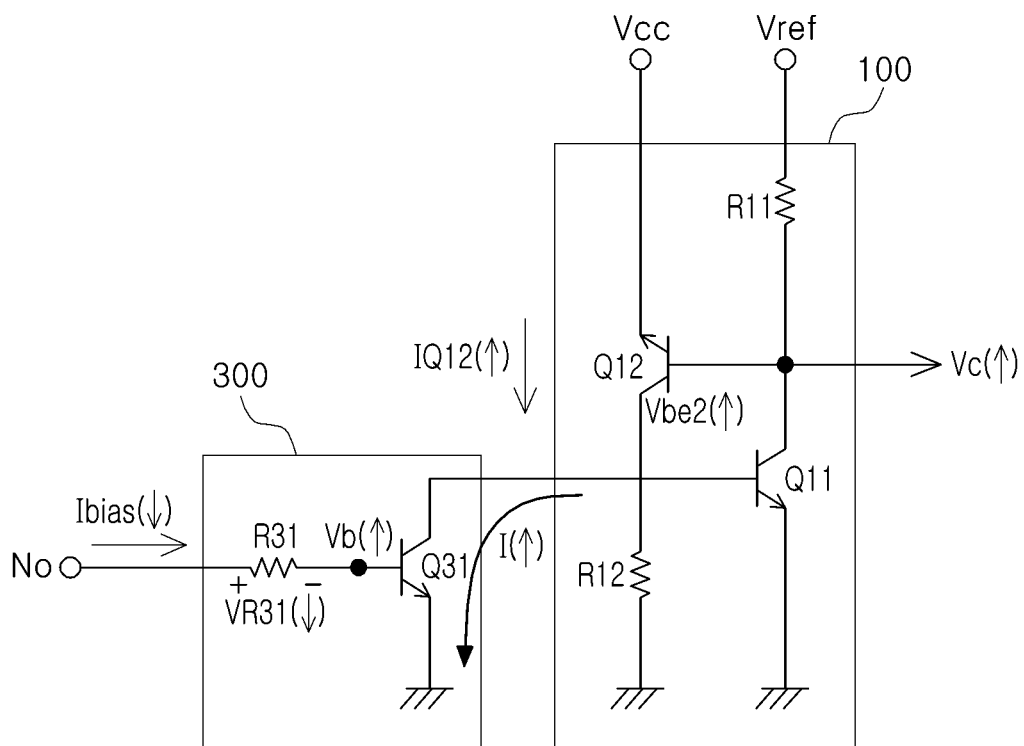 Vcc
Vref
100
R11
IQ12(↑)
Q12
Vc(↑)
300
Vbe2(↑)
Q11
Ibias(↓)
R31
Vb(↑)
Q31
I(↑)
R12
No
+
−
VR31(↓)